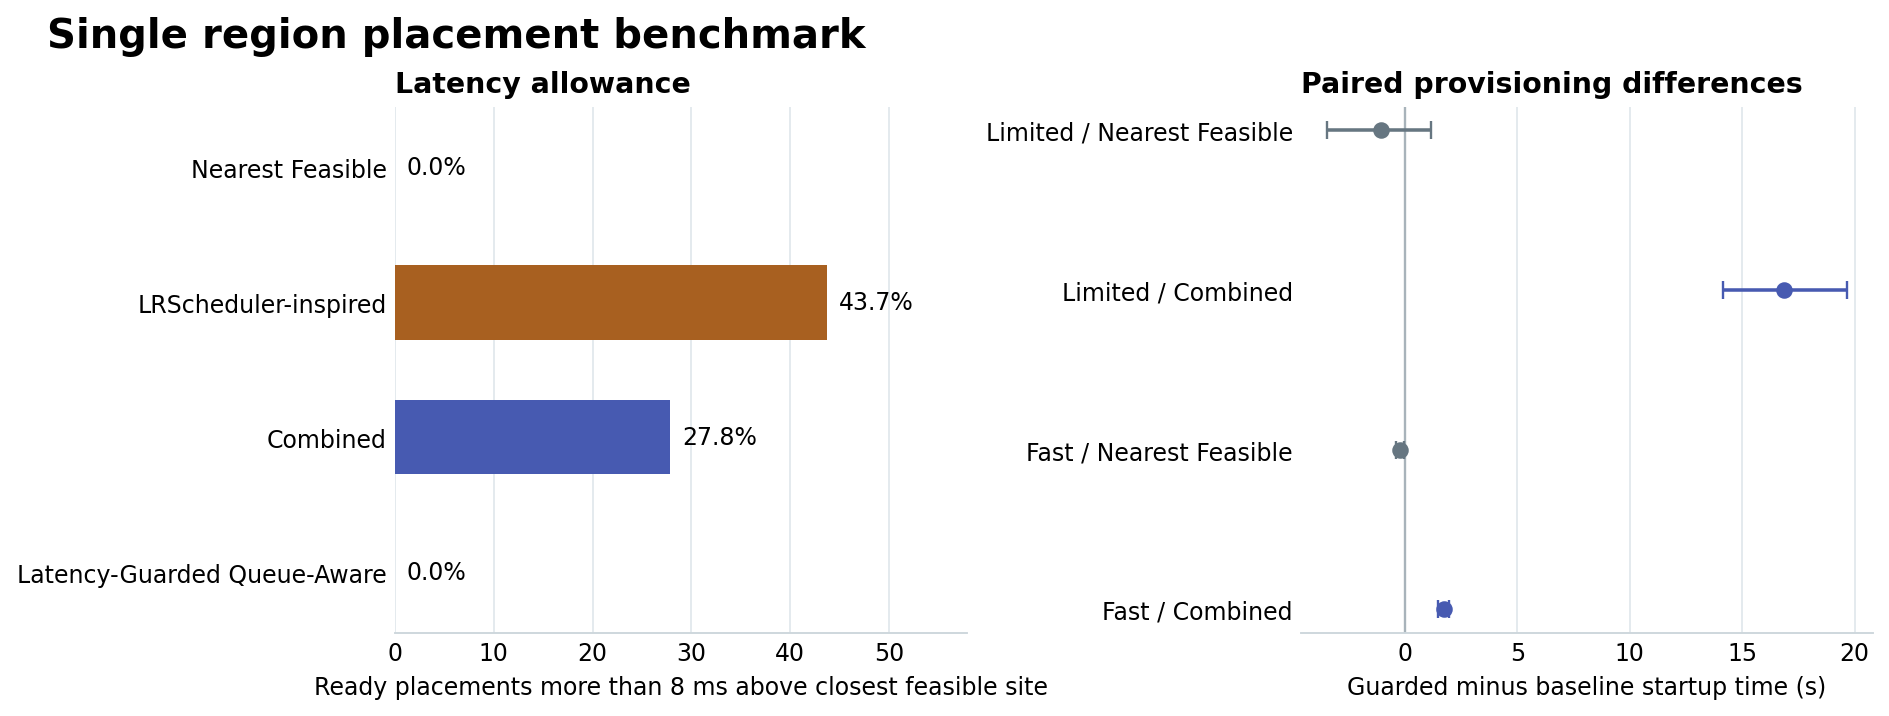 Single region placement benchmark
Latency allowance
Nearest Feasible
0.0%
LRScheduler-inspired
43.7%
Combined
27.8%
Latency-Guarded Queue-Aware
0.0%
0 10 20 30 40 50
Ready placements more than 8 ms above closest feasible site
Paired provisioning differences
Limited / Nearest Feasible
Limited / Combined
Fast / Nearest Feasible
Fast / Combined
0 5 10 15 20
Guarded minus baseline startup time (s)